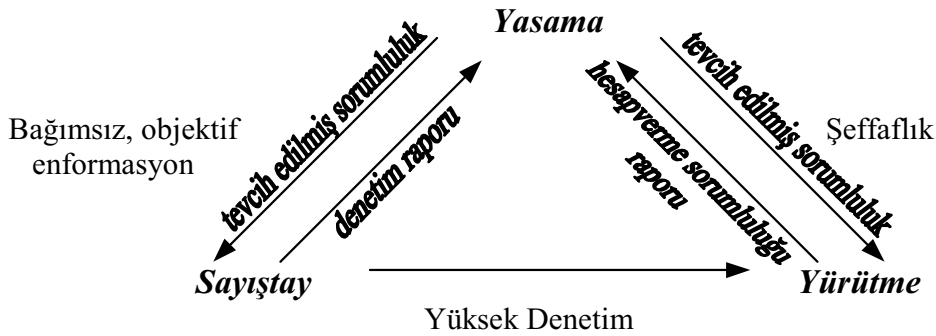 Yasama
tevcih edilmiş sorumluluk
denetim raporu
hesapverme sorumluluğu
raporu
tevcih edilmiş sorumluluk
Bağımsız, objektif
enformasyon
Şeffaflık
Sayıştay
Yürütme
Yüksek Denetim